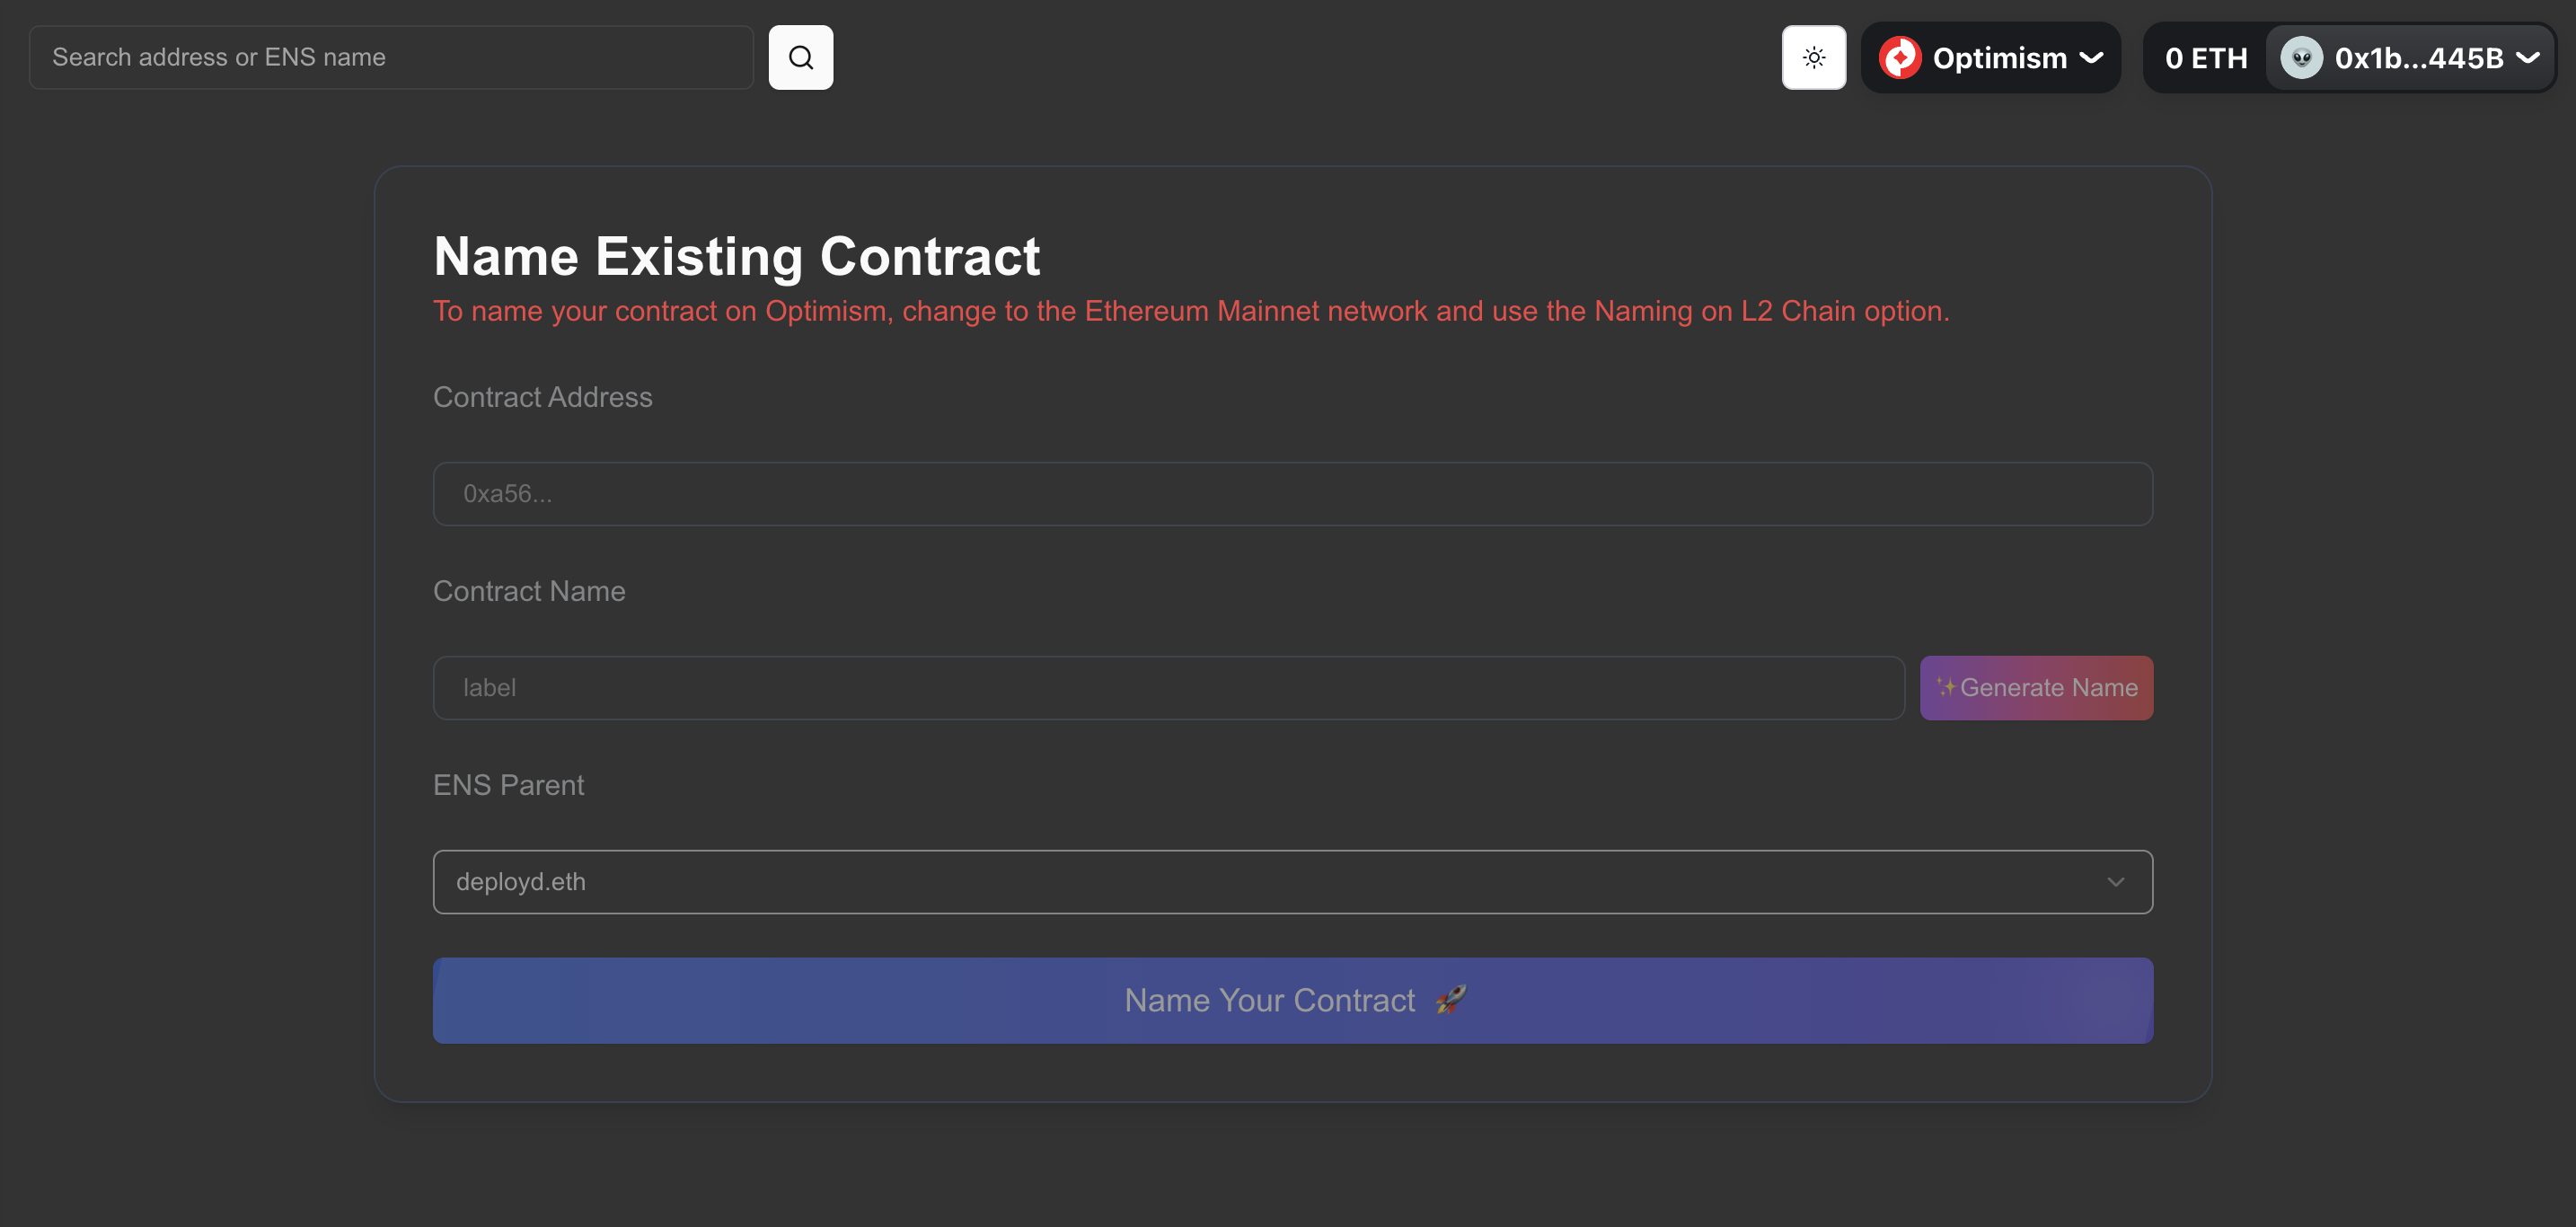 Search address or ENS name
Optimism
0 ETH
0x1b...445B
Name Existing Contract
To name your contract on Optimism, change to the Ethereum Mainnet network and use the Naming on L2 Chain option.
Contract Address
0xa56...
Contract Name
label
✨Generate Name
ENS Parent
deployd.eth
Name Your Contract 🚀